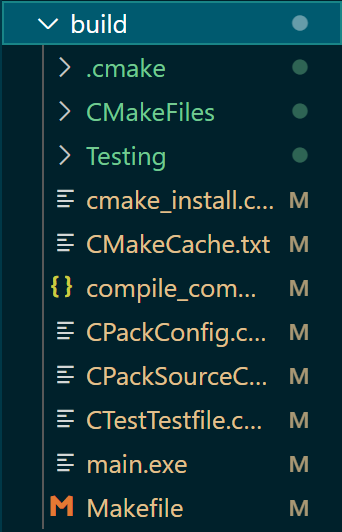 build
.cmake
CMakeFiles
Testing
cmake_install.c... M
CMakeCache.txt M
{} compile_com... M
CPackConfig.c... M
CPackSourceC... M
CTestTestfile.c... M
main.exe M
M Makefile M